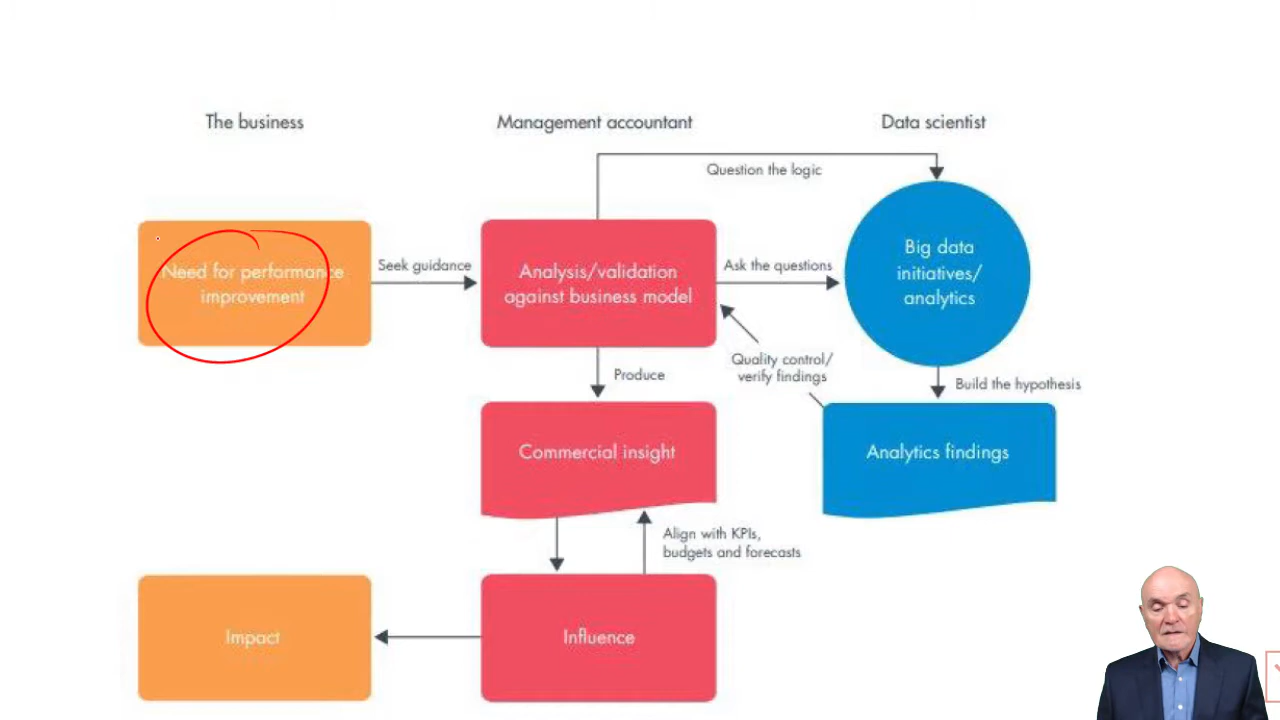 The business
Management accountant
Data scientist
Question the logic
Need for performance
improvement
Seek guidance
Analysis/validation
against business model
Ask the questions
Big data
initiatives/
analytics
Quality control/
verify findings
Produce
Build the hypothesis
Commercial insight
Analytics findings
Align with KPIs,
budgets and forecasts
Impact
Influence